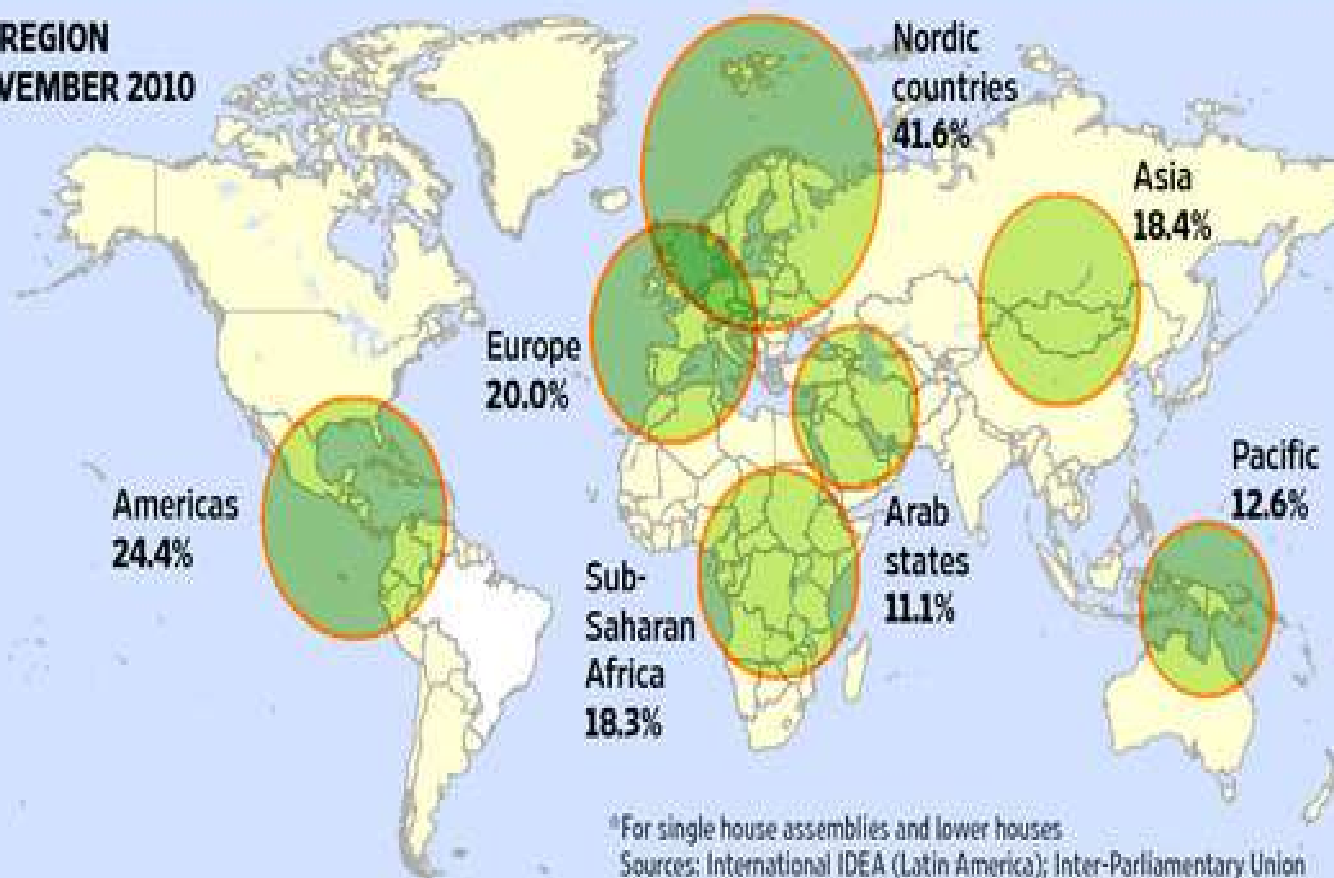 REGION
VEMBER 2010
Nordic
countries
41.6%
Asia
18.4%
Europe
20.0%
Pacific
12.6%
Americas
24.4%
Arab
states
11.1%
Sub-
Saharan
Africa
18.3%
*For single house assemblies and lower houses
Sources: International IDEA (Latin America); Inter-Parliamentary Union